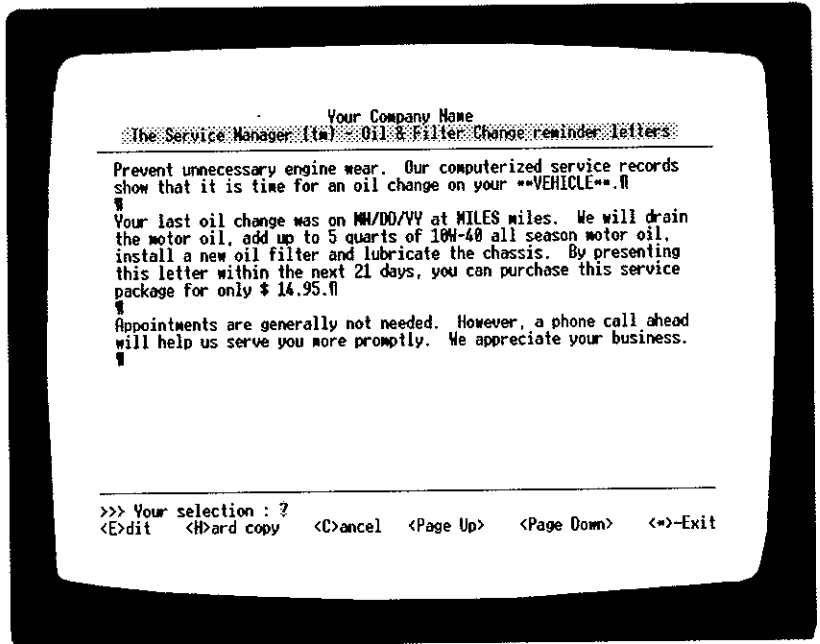 Your Company Name
The Service Manager (tm) - Oil & Filter Change reminder letters
Prevent unnecessary engine wear.  Our computerized service records
show that it is time for an oil change on your **VEHICLE**.¶
¶
Your last oil change was on MM/DD/YY at MILES miles.  We will drain
the motor oil, add up to 5 quarts of 10W-40 all season motor oil,
install a new oil filter and lubricate the chassis.  By presenting
this letter within the next 21 days, you can purchase this service
package for only $ 14.95.¶
¶
Appointments are generally not needed.  However, a phone call ahead
will help us serve you more promptly.  We appreciate your business.
¶
>>> Your selection : ?
<E>dit <H>ard copy <C>ancel <Page Up> <Page Down> <*>-Exit